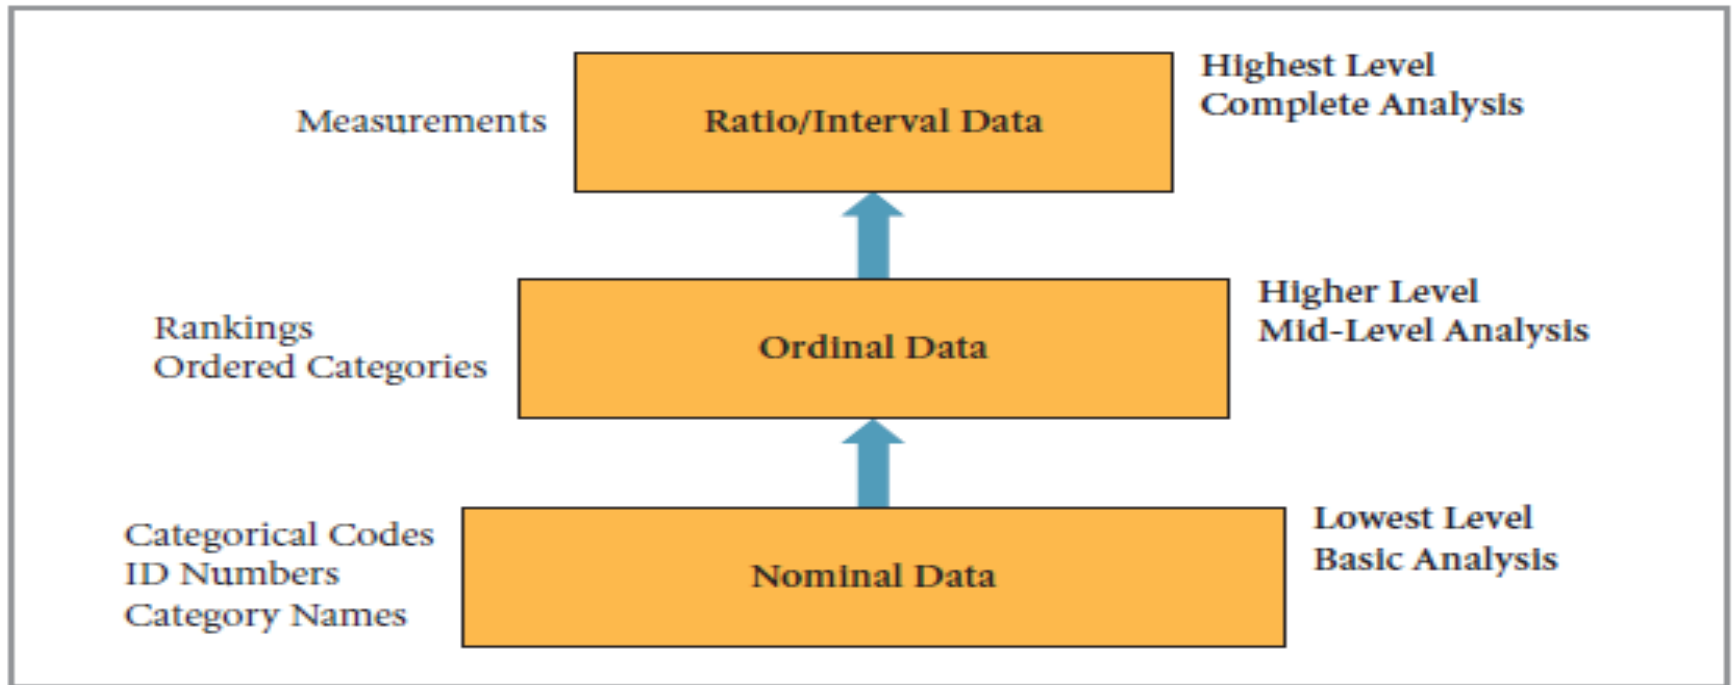 Measurements
Ratio/Interval Data
Highest Level
Complete Analysis
Rankings
Ordered Categories
Ordinal Data
Higher Level
Mid-Level Analysis
Categorical Codes
ID Numbers
Category Names
Nominal Data
Lowest Level
Basic Analysis